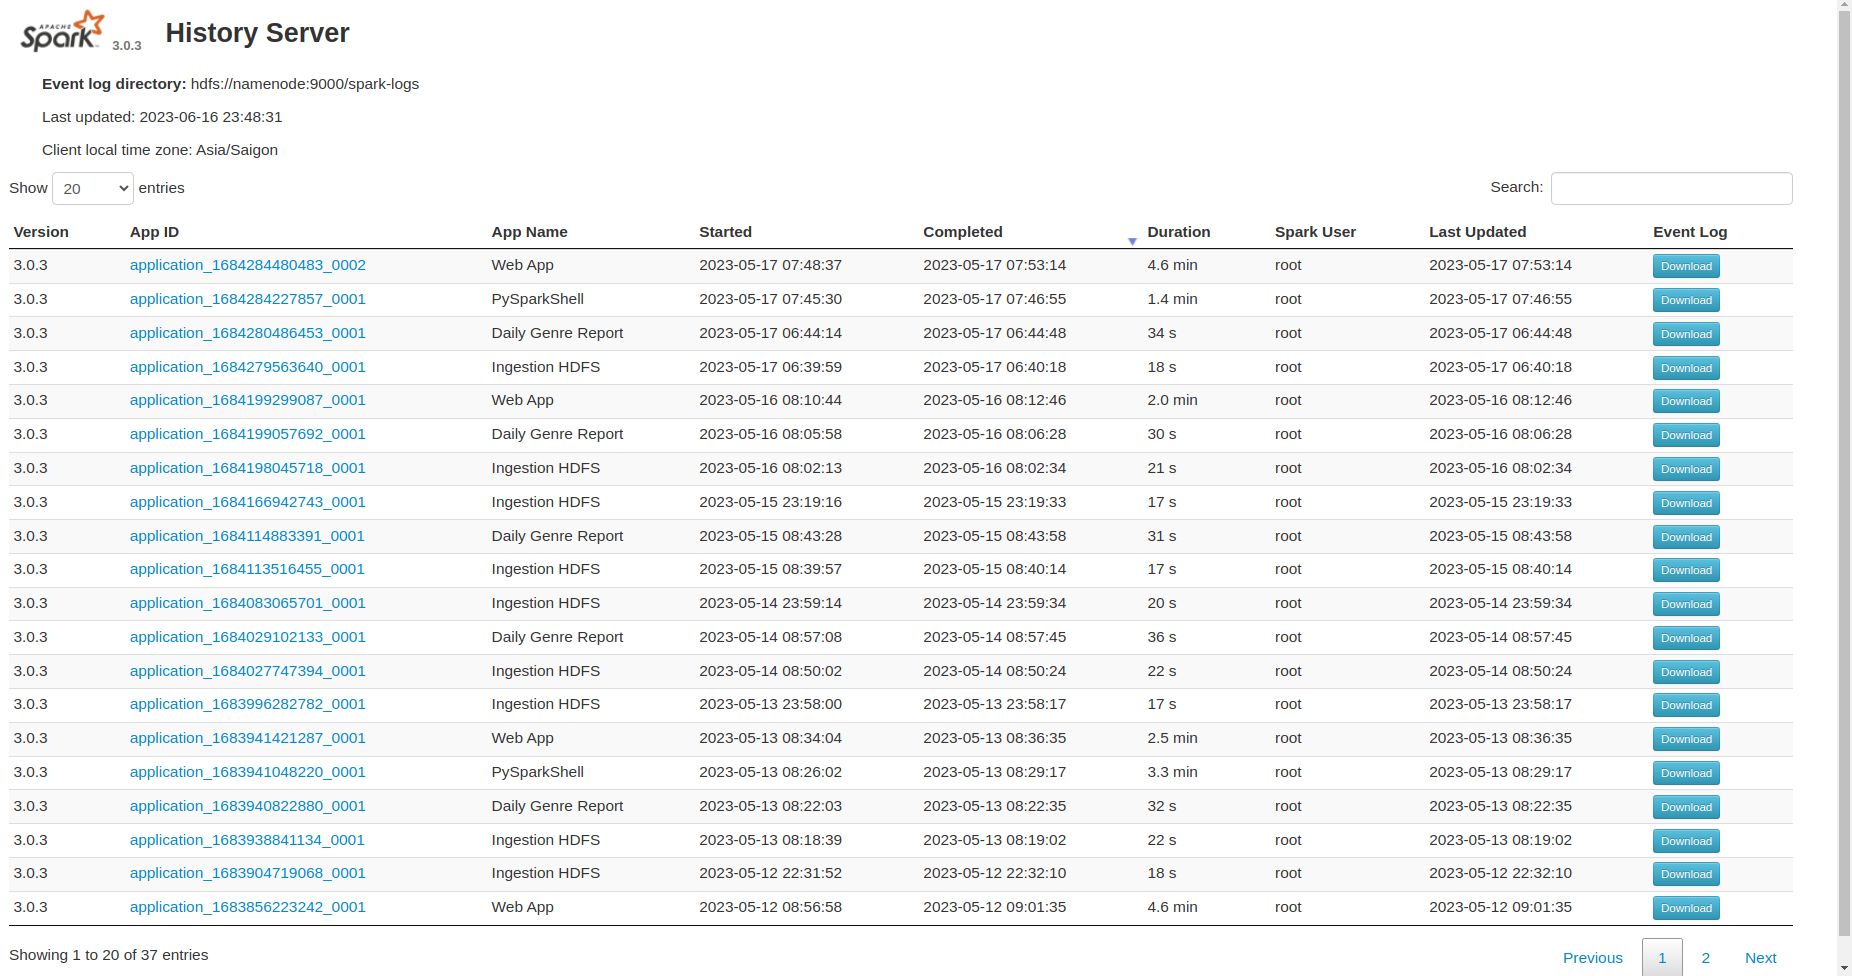 APACHE
Spark™ 3.0.3 History Server
Event log directory: hdfs://namenode:9000/spark-logs
Last updated: 2023-06-16 23:48:31
Client local time zone: Asia/Saigon
Show 20 entries Search:
Version App ID App Name Started Completed Duration Spark User Last Updated Event Log
3.0.3 application_1684284480483_0002 Web App 2023-05-17 07:48:37 2023-05-17 07:53:14 4.6 min root 2023-05-17 07:53:14 Download
3.0.3 application_1684284227857_0001 PySparkShell 2023-05-17 07:45:30 2023-05-17 07:46:55 1.4 min root 2023-05-17 07:46:55 Download
3.0.3 application_1684280486453_0001 Daily Genre Report 2023-05-17 06:44:14 2023-05-17 06:44:48 34 s root 2023-05-17 06:44:48 Download
3.0.3 application_1684279563640_0001 Ingestion HDFS 2023-05-17 06:39:59 2023-05-17 06:40:18 18 s root 2023-05-17 06:40:18 Download
3.0.3 application_1684199299087_0001 Web App 2023-05-16 08:10:44 2023-05-16 08:12:46 2.0 min root 2023-05-16 08:12:46 Download
3.0.3 application_1684199057692_0001 Daily Genre Report 2023-05-16 08:05:58 2023-05-16 08:06:28 30 s root 2023-05-16 08:06:28 Download
3.0.3 application_1684198045718_0001 Ingestion HDFS 2023-05-16 08:02:13 2023-05-16 08:02:34 21 s root 2023-05-16 08:02:34 Download
3.0.3 application_1684166942743_0001 Ingestion HDFS 2023-05-15 23:19:16 2023-05-15 23:19:33 17 s root 2023-05-15 23:19:33 Download
3.0.3 application_1684114883391_0001 Daily Genre Report 2023-05-15 08:43:28 2023-05-15 08:43:58 31 s root 2023-05-15 08:43:58 Download
3.0.3 application_1684113516455_0001 Ingestion HDFS 2023-05-15 08:39:57 2023-05-15 08:40:14 17 s root 2023-05-15 08:40:14 Download
3.0.3 application_1684083065701_0001 Ingestion HDFS 2023-05-14 23:59:14 2023-05-14 23:59:34 20 s root 2023-05-14 23:59:34 Download
3.0.3 application_1684029102133_0001 Daily Genre Report 2023-05-14 08:57:08 2023-05-14 08:57:45 36 s root 2023-05-14 08:57:45 Download
3.0.3 application_1684027747394_0001 Ingestion HDFS 2023-05-14 08:50:02 2023-05-14 08:50:24 22 s root 2023-05-14 08:50:24 Download
3.0.3 application_1683996282782_0001 Ingestion HDFS 2023-05-13 23:58:00 2023-05-13 23:58:17 17 s root 2023-05-13 23:58:17 Download
3.0.3 application_1683941421287_0001 Web App 2023-05-13 08:34:04 2023-05-13 08:36:35 2.5 min root 2023-05-13 08:36:35 Download
3.0.3 application_1683941048220_0001 PySparkShell 2023-05-13 08:26:02 2023-05-13 08:29:17 3.3 min root 2023-05-13 08:29:17 Download
3.0.3 application_1683940822880_0001 Daily Genre Report 2023-05-13 08:22:03 2023-05-13 08:22:35 32 s root 2023-05-13 08:22:35 Download
3.0.3 application_1683938841134_0001 Ingestion HDFS 2023-05-13 08:18:39 2023-05-13 08:19:02 22 s root 2023-05-13 08:19:02 Download
3.0.3 application_1683904719068_0001 Ingestion HDFS 2023-05-12 22:31:52 2023-05-12 22:32:10 18 s root 2023-05-12 22:32:10 Download
3.0.3 application_1683856223242_0001 Web App 2023-05-12 08:56:58 2023-05-12 09:01:35 4.6 min root 2023-05-12 09:01:35 Download
Showing 1 to 20 of 37 entries Previous 1 2 Next